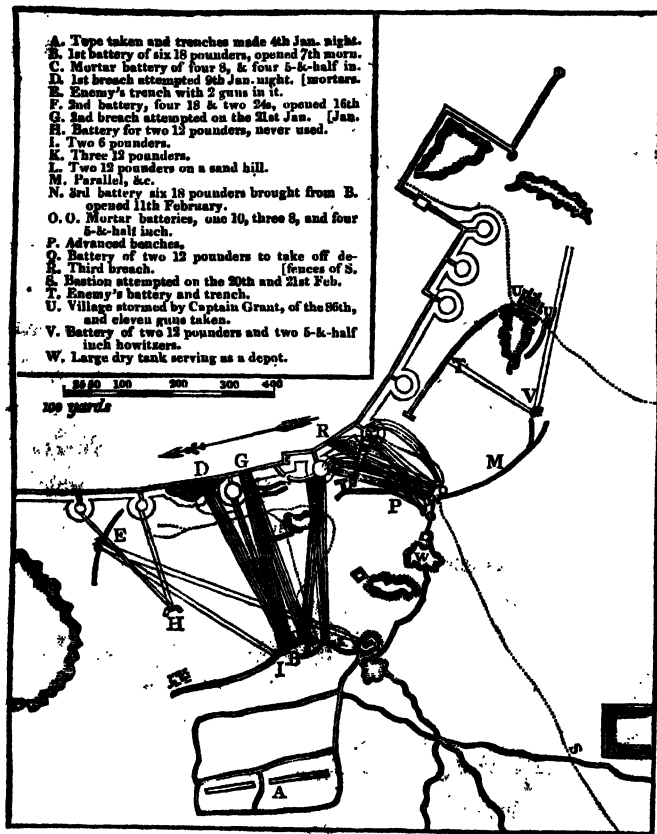 A. Tope taken and trenches made 4th Jan. night.
B. 1st battery of six 18 pounders, opened 7th morn.
C. Mortar battery of four 8, & four 5-&-half in.
D. 1st breach attempted 9th Jan. night. [mortars.
E. Enemy's trench with 2 guns in it.
F. 2nd battery, four 18 & two 24s, opened 16th
G. 2nd breach attempted on the 21st Jan. [Jan.
H. Battery for two 12 pounders, never used.
I. Two 6 pounders.
K. Three 12 pounders.
L. Two 12 pounders on a sand hill.
M. Parallel, &c.
N. 3rd battery six 18 pounders brought from B.
opened 11th February.
O. O. Mortar batteries, one 10, three 8, and four
5-&-half inch.
P. Advanced benches.
Q. Battery of two 12 pounders to take off de-
R. Third breach. [fences of S.
S. Bastion attempted on the 20th and 21st Feb.
T. Enemy's battery and trench.
U. Village stormed by Captain Grant, of the 86th,
and eleven guns taken.
V. Battery of two 12 pounders and two 5-&-half
inch howitzers.
W. Large dry tank serving as a depot.
200 300 400
100 yards
U
T
V
R
D G
M
P
E
W
H
I B
A
S